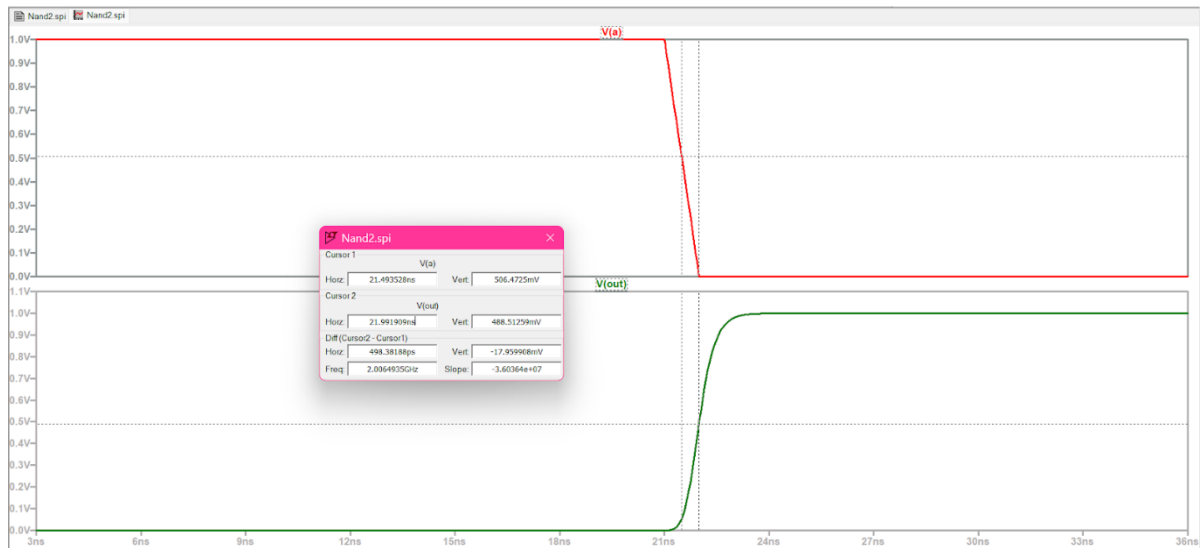 Nand2.spi Nand2.spi
V(a)
1.0V
0.9V
0.8V
0.7V
0.6V
0.5V
0.4V
0.3V
0.2V
0.1V
0.0V
Nand2.spi
Cursor 1
V(a)
Horz: 21.493528ns Vert: 506.4725mV
Cursor 2
V(out)
Horz: 21.991909ns Vert: 488.51259mV
Diff (Cursor2 - Cursor1)
Horz: 498.38188ps Vert: -17.959908mV
Freq: 2.0064935GHz Slope: -3.60364e+07
V(out)
1.1V
1.0V
0.9V
0.8V
0.7V
0.6V
0.5V
0.4V
0.3V
0.2V
0.1V
0.0V
3ns 6ns 9ns 12ns 15ns 18ns 21ns 24ns 27ns 30ns 33ns 36ns